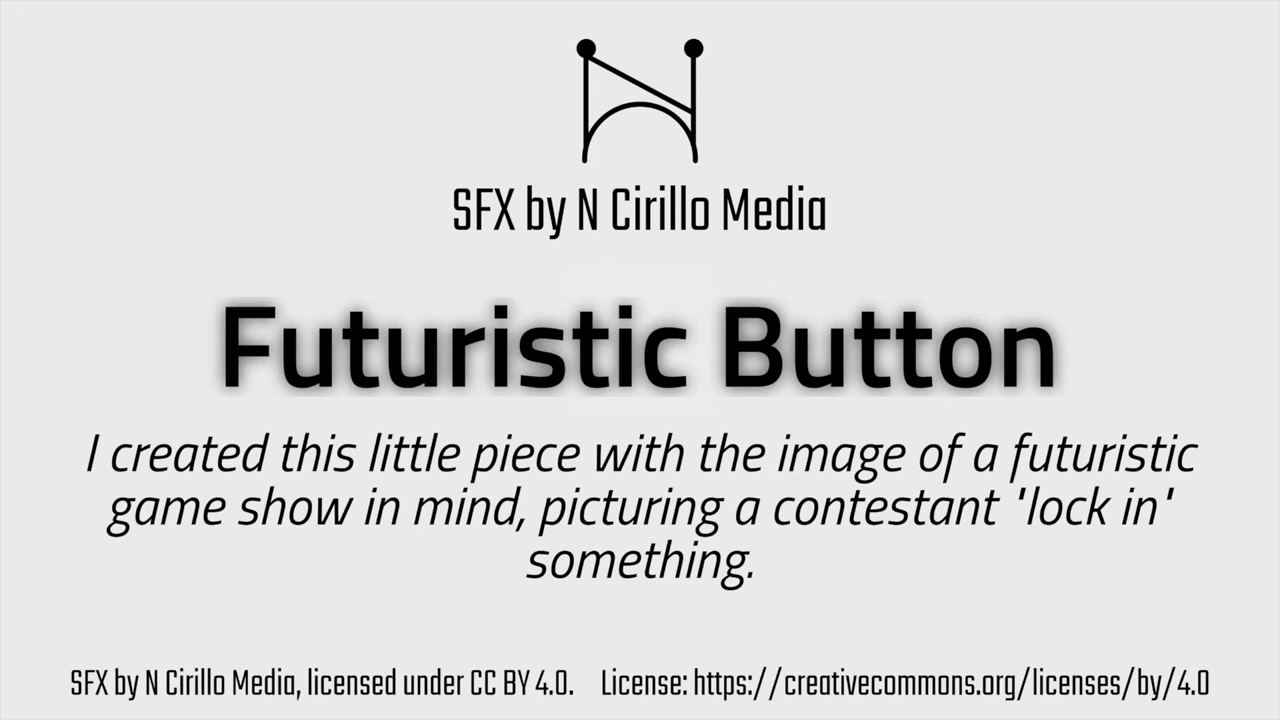 SFX by N Cirillo Media
Futuristic Button
I created this little piece with the image of a futuristic
game show in mind, picturing a contestant 'lock in'
something.
SFX by N Cirillo Media, licensed under CC BY 4.0. License: https://creativecommons.org/licenses/by/4.0